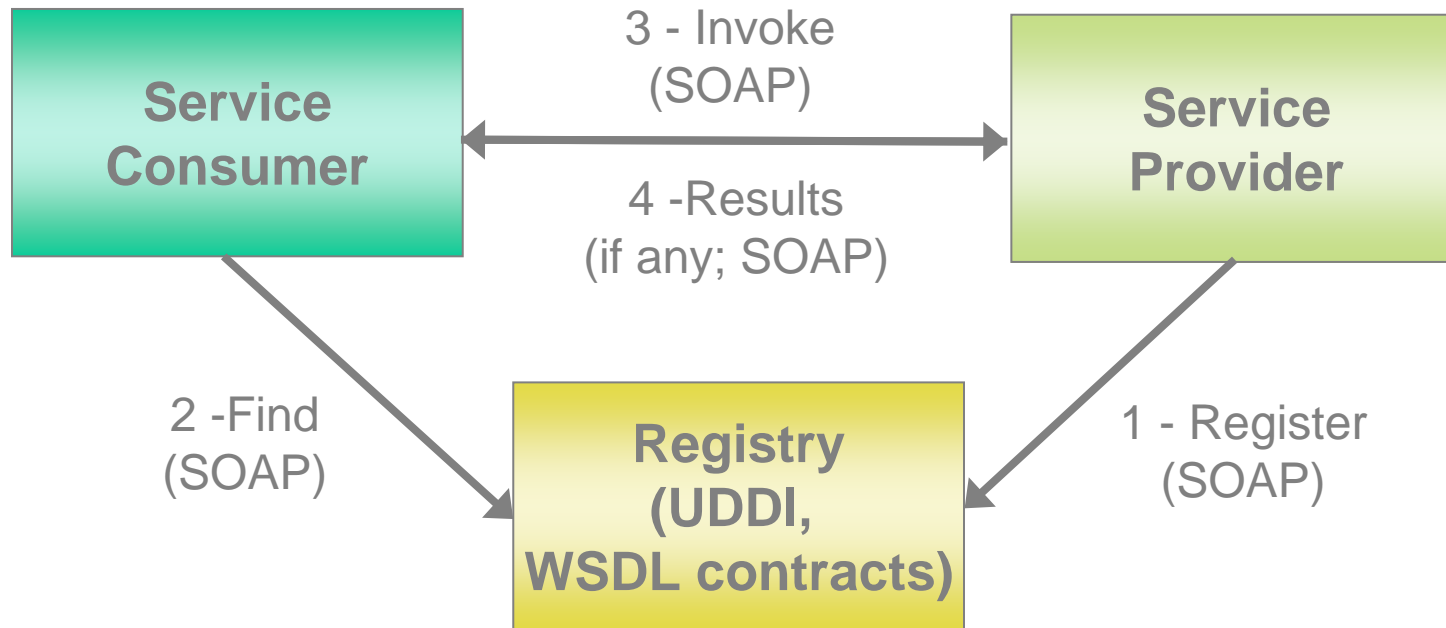 3 - Invoke
(SOAP)
Service
Consumer
Service
Provider
4 -Results
(if any; SOAP)
2 -Find
(SOAP)
Registry
(UDDI,
WSDL contracts)
1 - Register
(SOAP)